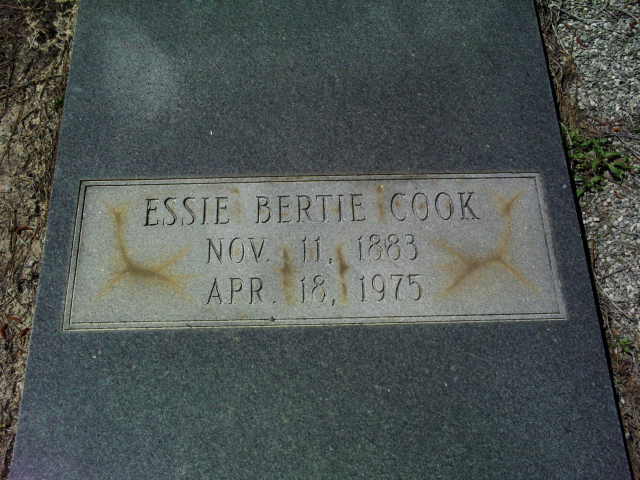 ESSIE BERTIE COOK
NOV. 11, 1883
APR. 18, 1975